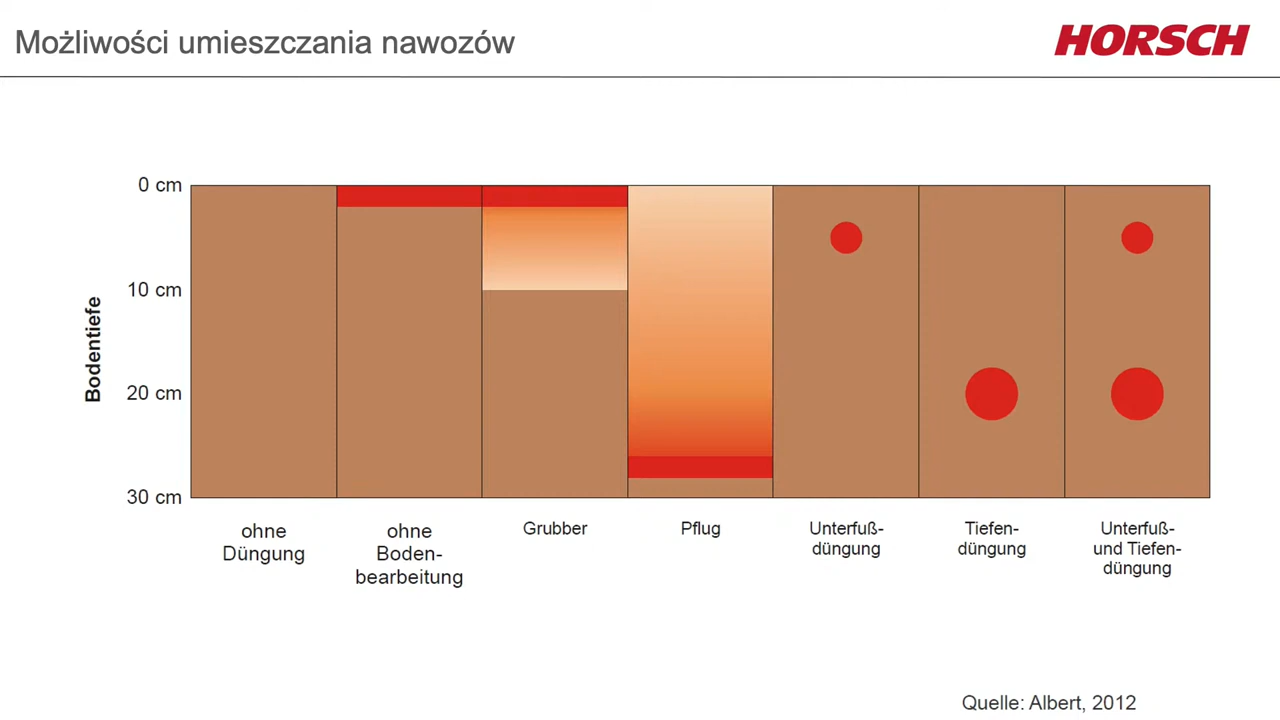 Możliwości umieszczania nawozów
HORSCH
0 cm
10 cm
20 cm
30 cm
Bodentiefe
ohne
Düngung
ohne
Boden-
bearbeitung
Grubber
Pflug
Unterfuß-
düngung
Tiefen-
düngung
Unterfuß-
und Tiefen-
düngung
Quelle: Albert, 2012